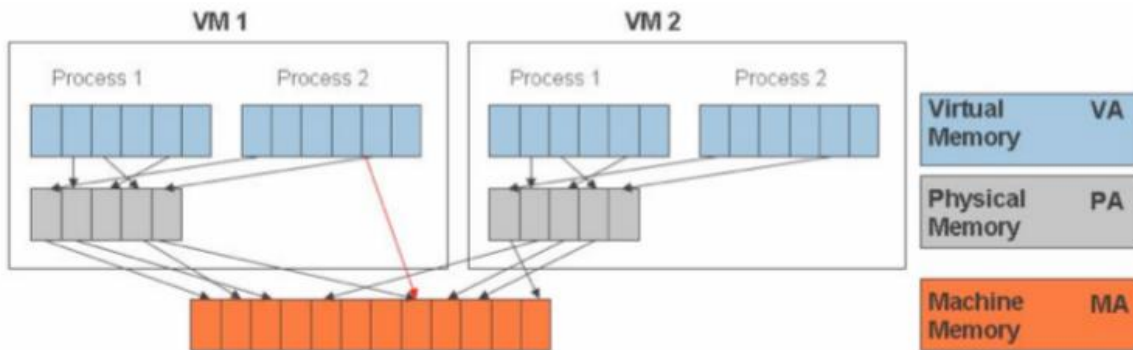 VM 1
VM 2
Process 1
Process 2
Process 1
Process 2
Virtual Memory VA
Physical Memory PA
Machine Memory MA